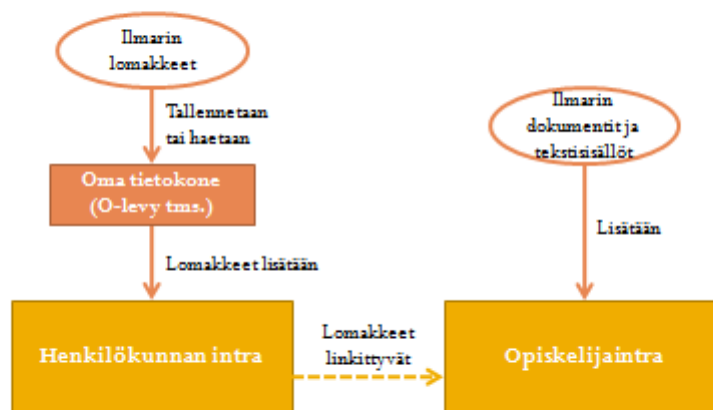 Ilmarin
lomakkeet
Tallennetaan
tai haetaan
Ilmarin
dokumentit ja
tekstisisällöt
Oma tietokone
(O-levy tms.)
Lisätään
Lomakkeet lisätään
Henkilökunnan intra
Lomakkeet
linkittyvät
Opiskelijaintra